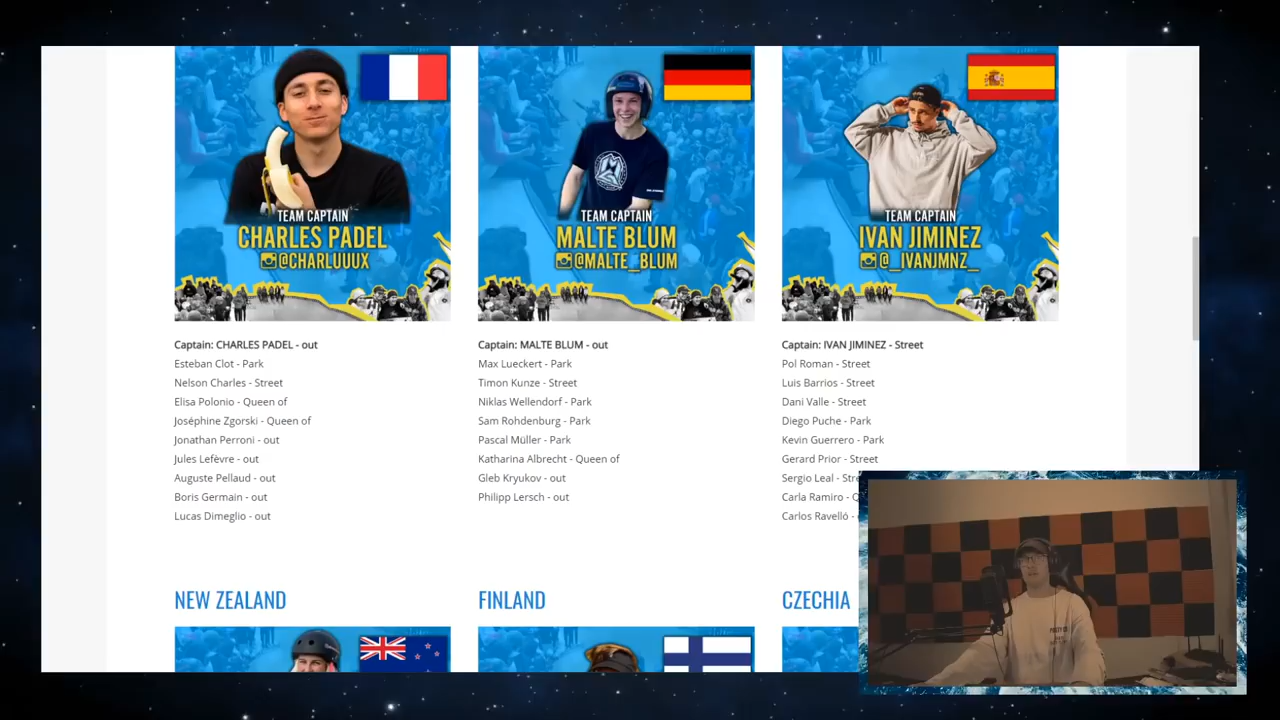 TEAM CAPTAIN
CHARLES PADEL
@CHARLUUUX
TEAM CAPTAIN
MALTE BLUM
@MALTE_BLUM
TEAM CAPTAIN
IVAN JIMINEZ
@_IVANJMNZ_
Captain: CHARLES PADEL - out
Esteban Clot - Park
Nelson Charles - Street
Elisa Polonio - Queen of
Joséphine Zgorski - Queen of
Jonathan Perroni - out
Jules Lefèvre - out
Auguste Pellaud - out
Boris Germain - out
Lucas Dimeglio - out
Captain: MALTE BLUM - out
Max Lueckert - Park
Timon Kunze - Street
Niklas Wellendorf - Park
Sam Rohdenburg - Park
Pascal Müller - Park
Katharina Albrecht - Queen of
Gleb Kryukov - out
Philipp Lersch - out
Captain: IVAN JIMINEZ - Street
Pol Roman - Street
Luis Barrios - Street
Dani Valle - Street
Diego Puche - Park
Kevin Guerrero - Park
Gerard Prior - Street
Sergio Leal - Stre
Carla Ramiro - Q
Carlos Ravelló -
NEW ZEALAND
FINLAND
CZECHIA